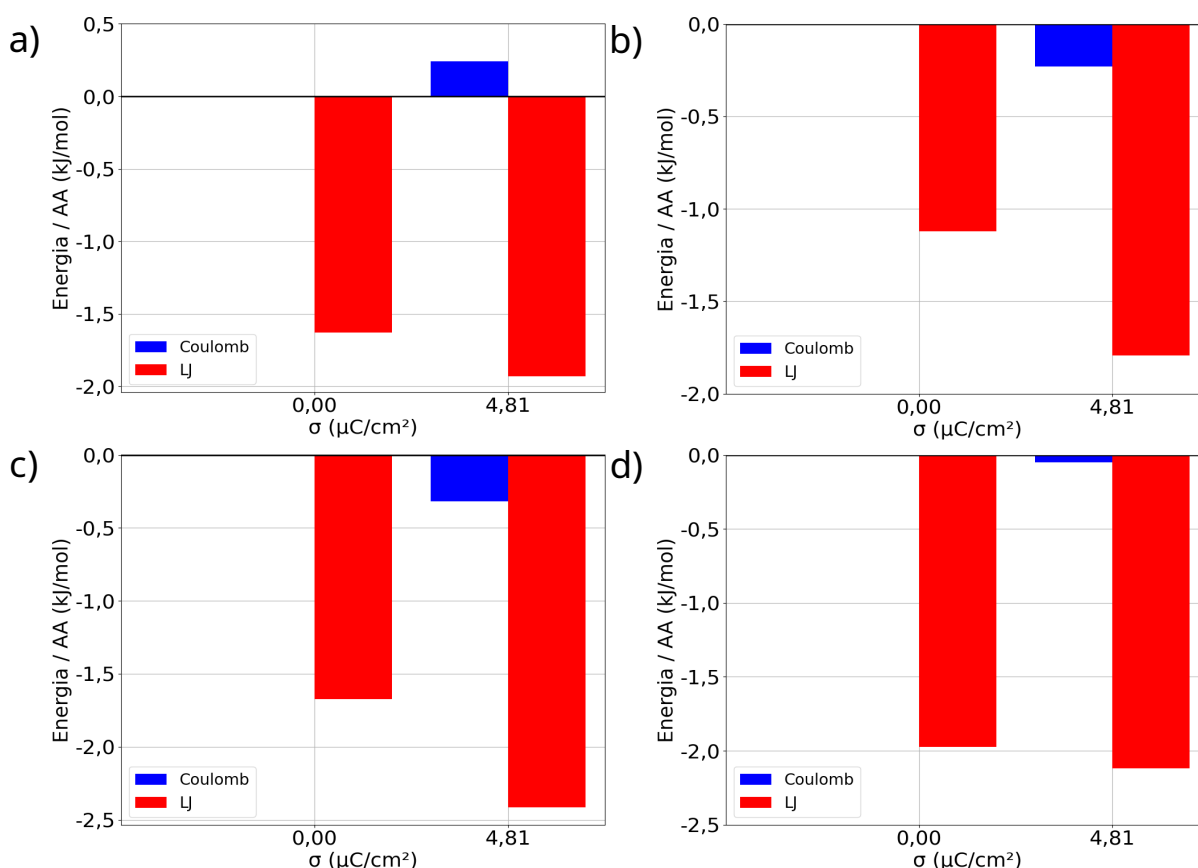 a)
0,5
0,0
-0,5
-1,0
-1,5
-2,0
Energia / AA (kJ/mol)
Coulomb
LJ
0,00 4,81
σ (μC/cm²)
b)
0,0
-0,5
-1,0
-1,5
-2,0
Energia / AA (kJ/mol)
Coulomb
LJ
0,00 4,81
σ (μC/cm²)
c)
0,0
-0,5
-1,0
-1,5
-2,0
-2,5
Energia / AA (kJ/mol)
Coulomb
LJ
0,00 4,81
σ (μC/cm²)
d)
0,0
-0,5
-1,0
-1,5
-2,0
-2,5
Energia / AA (kJ/mol)
Coulomb
LJ
0,00 4,81
σ (μC/cm²)